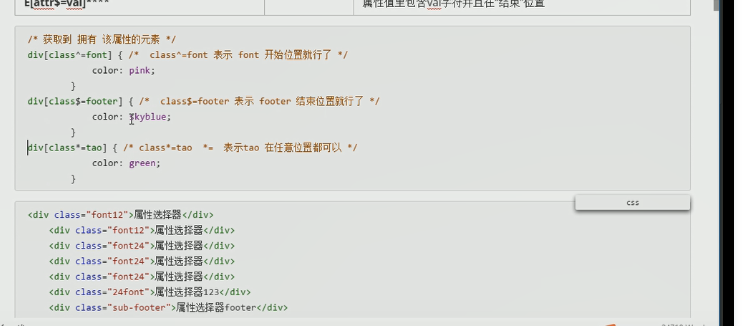 E[attr$=val]****
属性值里包含val字符并且在"结束"位置
/* 获取到 拥有 该属性的元素 */
div[class^=font] { /*  class^=font 表示 font 开始位置就行了 */
color: pink;
}
div[class$=footer] { /*  class$=footer 表示 footer 结束位置就行了 */
color: skyblue;
}
div[class*=tao] { /* class*=tao  *=  表示tao 在任意位置都可以 */
color: green;
}
css
<div class="font12">属性选择器</div>
<div class="font12">属性选择器</div>
<div class="font24">属性选择器</div>
<div class="font24">属性选择器</div>
<div class="font24">属性选择器</div>
<div class="24font">属性选择器123</div>
<div class="sub-footer">属性选择器footer</div>